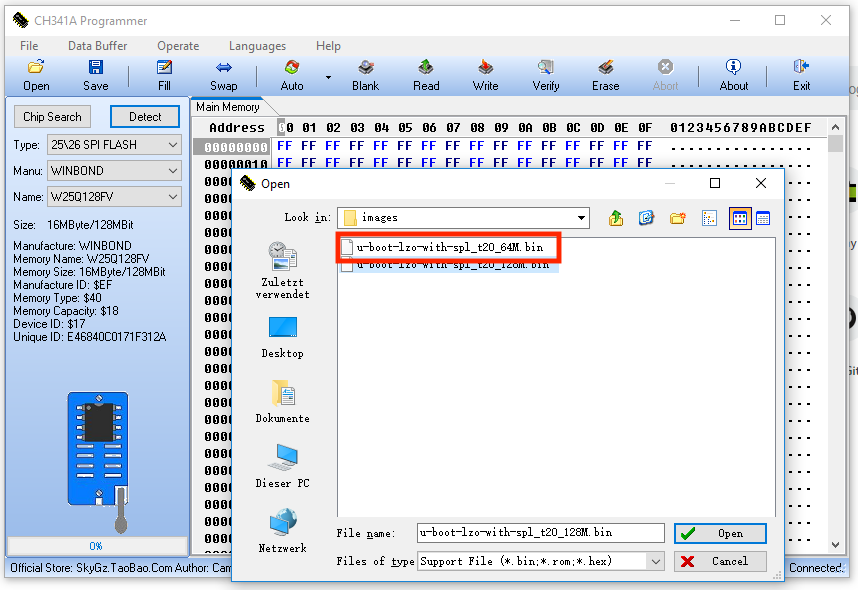 CH341A Programmer
File Data Buffer Operate Languages Help
Open Save Fill Swap Auto Blank Read Write Verify Erase Abort About Exit
Chip Search Detect
Type: 25\26 SPI FLASH
Manu: WINBOND
Name: W25Q128FV
Size: 16MByte/128MBit
Manufacture: WINBOND
Memory Name: W25Q128FV
Memory Size: 16MByte/128MBit
Manufacture ID: $EF
Memory Type: $40
Memory Capacity: $18
Device ID: $17
Unique ID: E46840C0171F312A
0%
Main Memory
Address 00 01 02 03 04 05 06 07 08 09 0A 0B 0C 0D 0E 0F 0123456789ABCDEF
00000000 FF FF FF FF FF FF FF FF FF FF FF FF FF FF FF FF ................
00000010 FF FF FF FF FF FF FF FF FF FF FF FF FF FF FF FF ................
Open
Look in: images
u-boot-lzo-with-spl_t20_64M.bin
u-boot-lzo-with-spl_t20_128M.bin
Zuletzt
verwendet
Desktop
Dokumente
Dieser PC
Netzwerk
File name: u-boot-lzo-with-spl_t20_128M.bin Open
Files of type Support File (*.bin;*.rom;*.hex) Cancel
Official Store: SkyGz.TaoBao.Com Author: Connected.